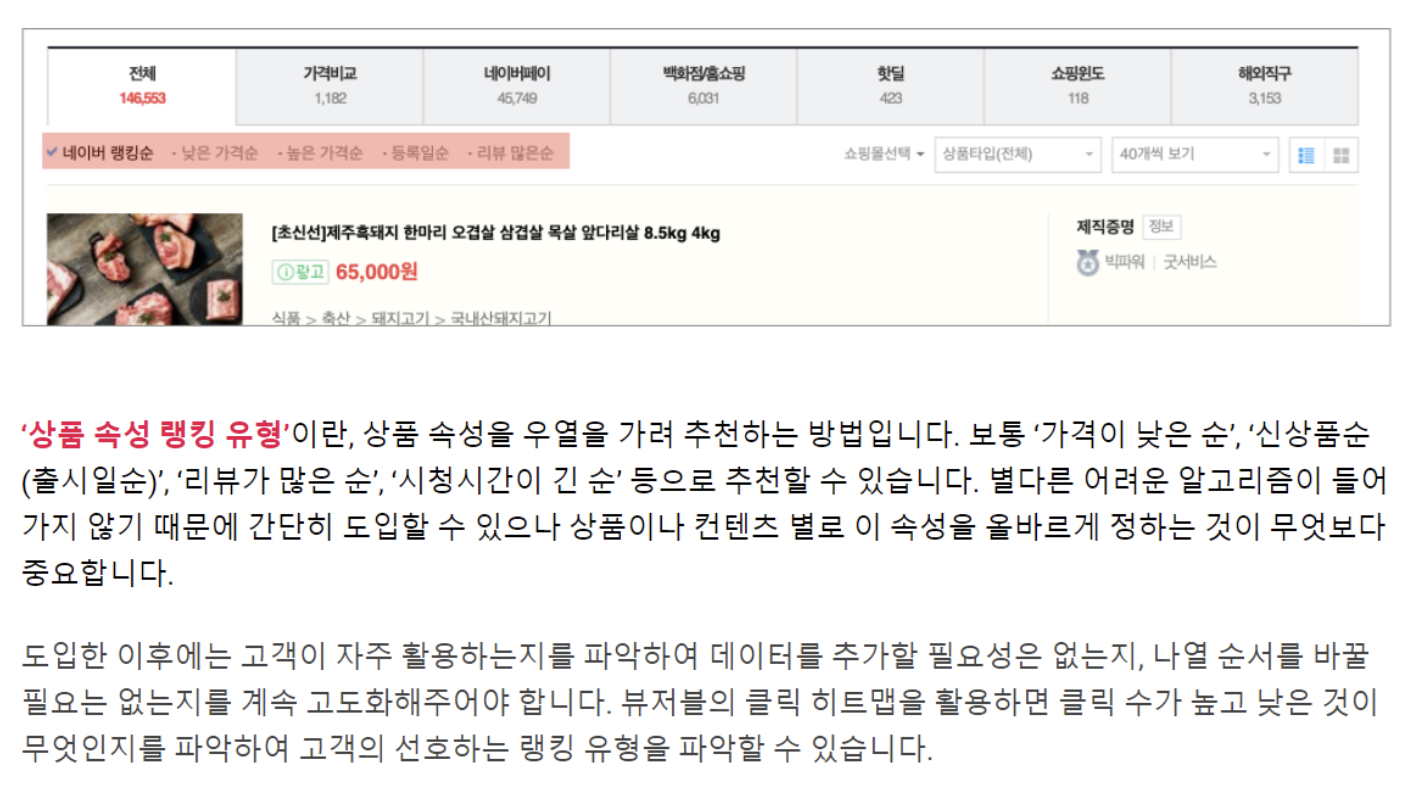 전체 가격비교 네이버페이 백화점/홈쇼핑 핫딜 쇼핑윈도 해외직구
146,553 1,182 45,749 6,031 423 118 3,153
네이버 랭킹순 · 낮은 가격순 · 높은 가격순 · 등록일순 · 리뷰 많은순 쇼핑몰선택 상품타입(전체) 40개씩 보기
[초신선]제주흑돼지 한마리 오겹살 삼겹살 목살 앞다리살 8.5kg 4kg 제직증명 정보
광고 65,000원 빅파워 | 굿서비스
식품 > 축산 > 돼지고기 > 국내산돼지고기
‘상품 속성 랭킹 유형’이란, 상품 속성을 우열을 가려 추천하는 방법입니다. 보통 ‘가격이 낮은 순’, ‘신상품순
(출시일순)’, ‘리뷰가 많은 순’, ‘시청시간이 긴 순’ 등으로 추천할 수 있습니다. 별다른 어려운 알고리즘이 들어
가지 않기 때문에 간단히 도입할 수 있으나 상품이나 컨텐츠 별로 이 속성을 올바르게 정하는 것이 무엇보다
중요합니다.
도입한 이후에는 고객이 자주 활용하는지를 파악하여 데이터를 추가할 필요성은 없는지, 나열 순서를 바꿀
필요는 없는지를 계속 고도화해주어야 합니다. 뷰저블의 클릭 히트맵을 활용하면 클릭 수가 높고 낮은 것이
무엇인지를 파악하여 고객의 선호하는 랭킹 유형을 파악할 수 있습니다.